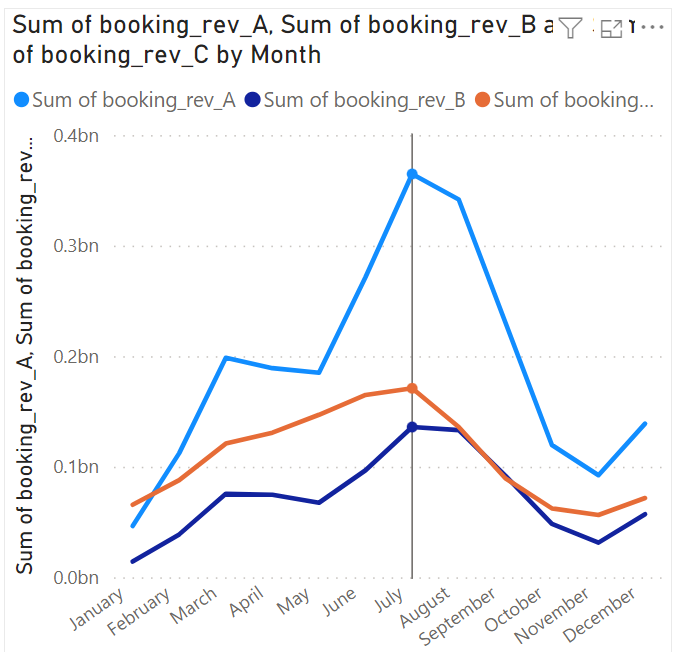 Sum of booking_rev_A, Sum of booking_rev_B a
of booking_rev_C by Month
Sum of booking_rev_A Sum of booking_rev_B Sum of booking...
Sum of booking_rev_A, Sum of booking_rev...
0.4bn
0.3bn
0.2bn
0.1bn
0.0bn
January February March April May June July August September October November December